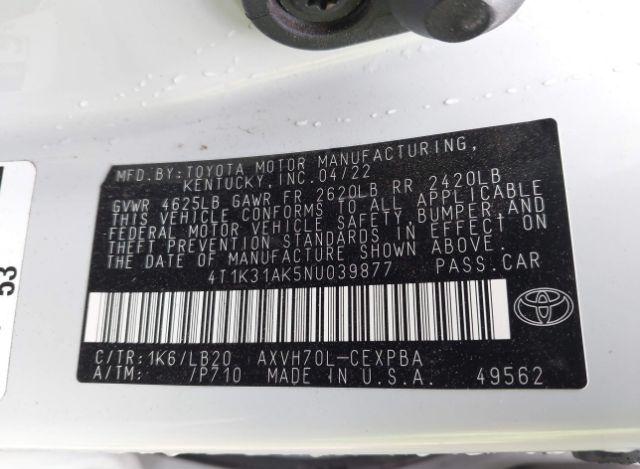 MFD.BY:TOYOTA MOTOR MANUFACTURING,
KENTUCKY,INC.04/22
GVWR 4625LB GAWR FR 2620LB RR 2420LB
THIS VEHICLE CONFORMS TO ALL APPLICABLE
FEDERAL MOTOR VEHICLE SAFETY, BUMPER,AND
THEFT PREVENTION STANDARDS IN EFFECT ON
THE DATE OF MANUFACTURE SHOWN ABOVE.
4T1K31AK5NU039877 PASS.CAR
C/TR:1K6/LB20 AXVH70L-CEXPBA
A/TM: /P710 MADE IN U.S.A. 49562
53